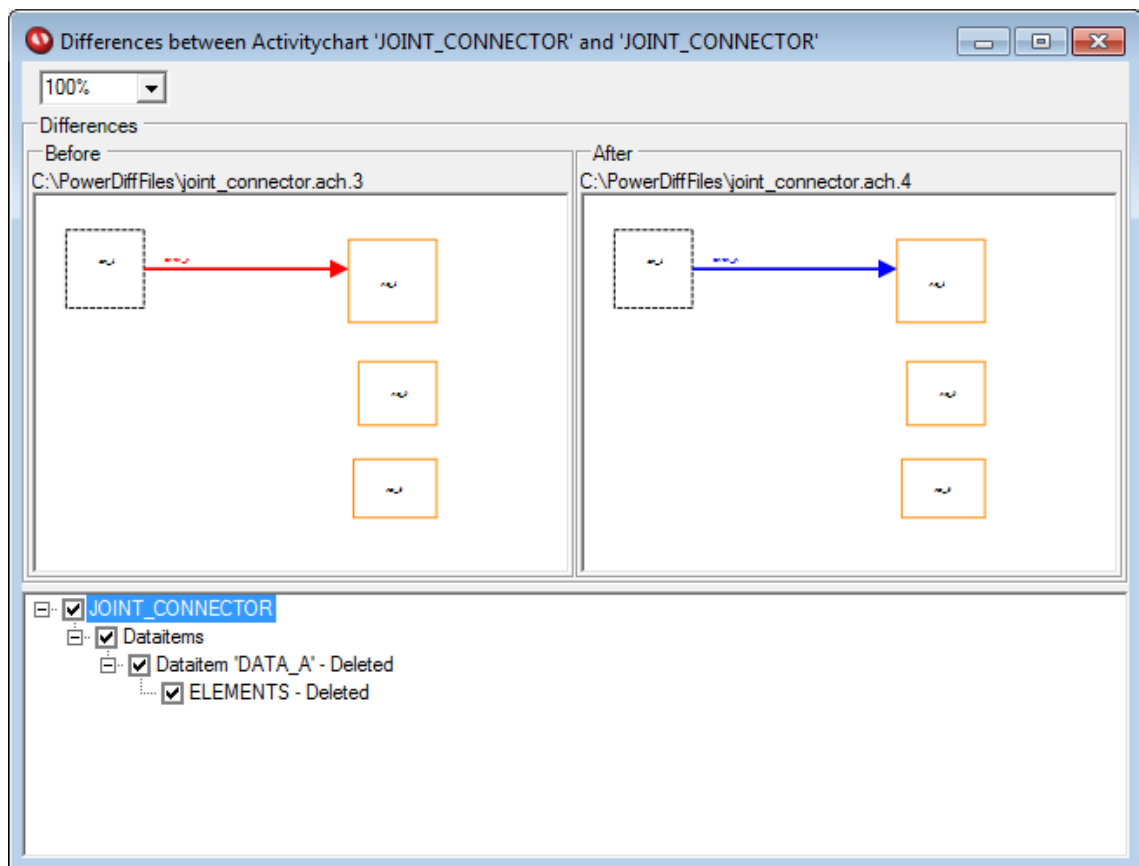 Differences between Activitychart 'JOINT_CONNECTOR' and 'JOINT_CONNECTOR'
100%
Differences
Before
C:\PowerDiffFiles\joint_connector.ach.3
After
C:\PowerDiffFiles\joint_connector.ach.4
JOINT_CONNECTOR
Dataitems
Dataitem 'DATA_A' - Deleted
ELEMENTS - Deleted